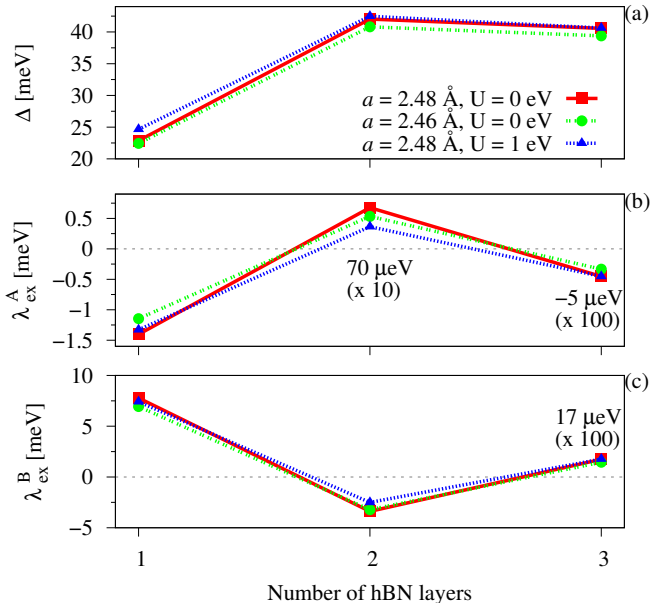 (a)
Δ [meV]
40
35
30
25
20
a = 2.48 Å, U = 0 eV
a = 2.46 Å, U = 0 eV
a = 2.48 Å, U = 1 eV
(b)
λ_ex^A [meV]
0.5
0
−0.5
−1
−1.5
70 μeV
(x 10)
−5 μeV
(x 100)
(c)
λ_ex^B [meV]
10
5
0
−5
17 μeV
(x 100)
1 2 3
Number of hBN layers